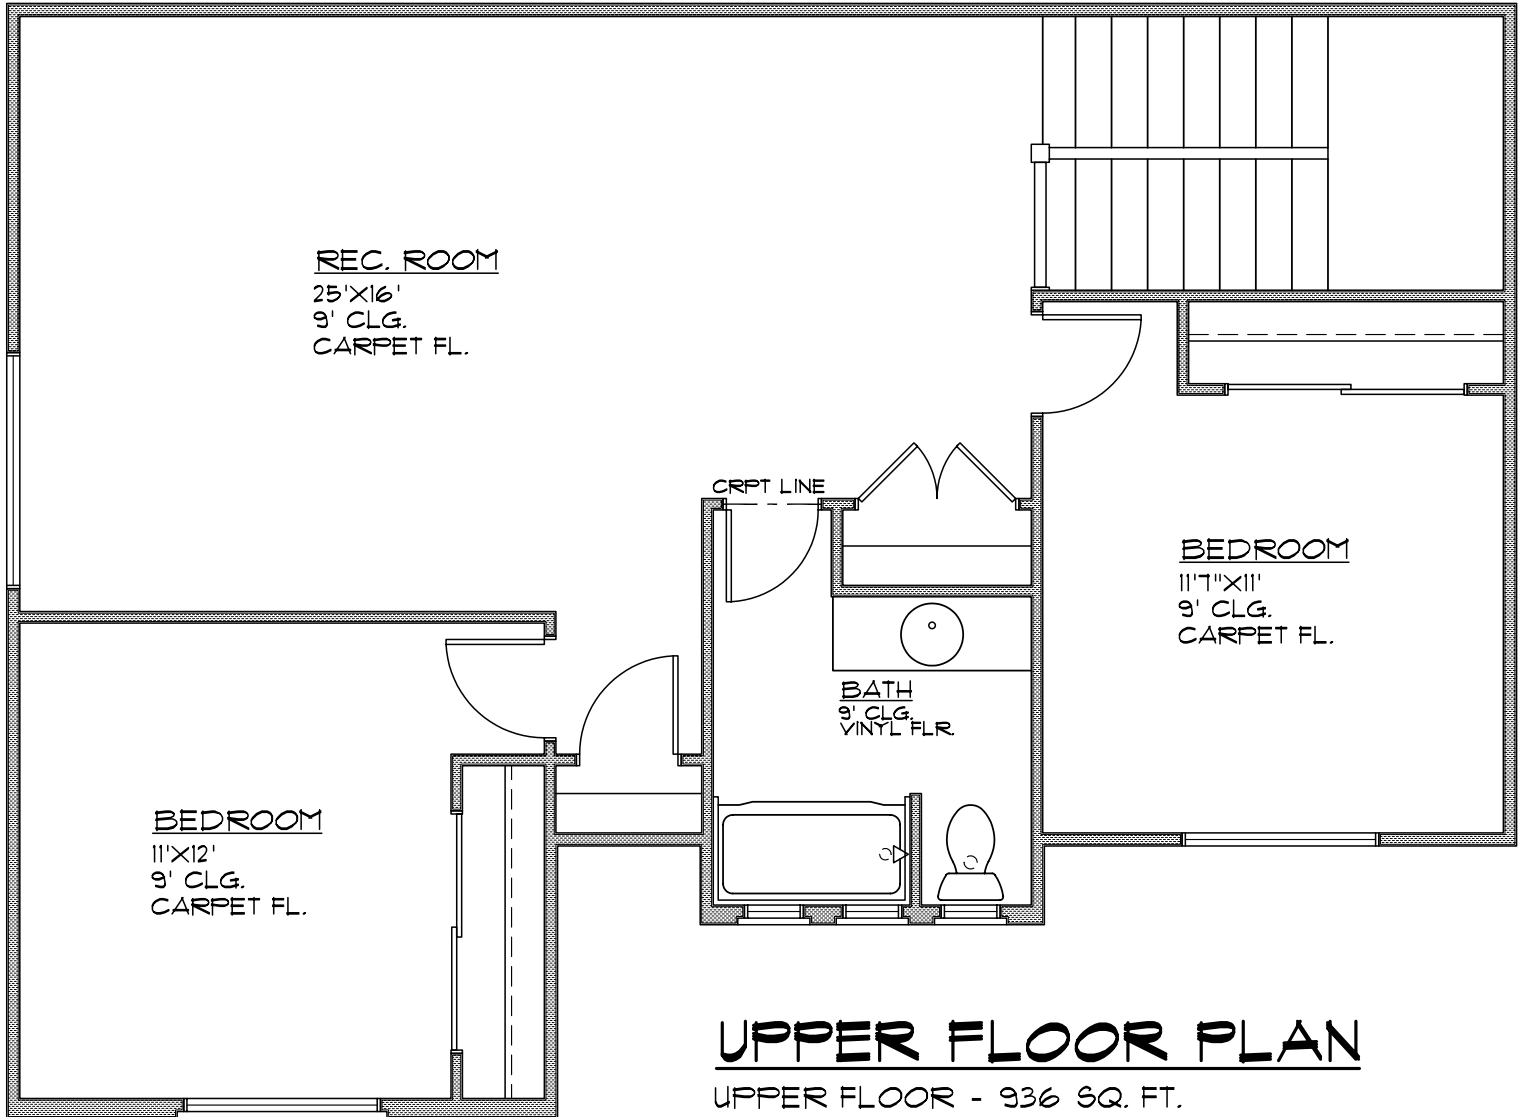 REC. ROOM
25'X16'
9' CLG.
CARPET FL.
CRPT LINE
BEDROOM
11'7"X11'
9' CLG.
CARPET FL.
BATH
9' CLG.
VINYL FLR.
BEDROOM
11'X12'
9' CLG.
CARPET FL.
UPPER FLOOR PLAN
UPPER FLOOR - 936 SQ. FT.